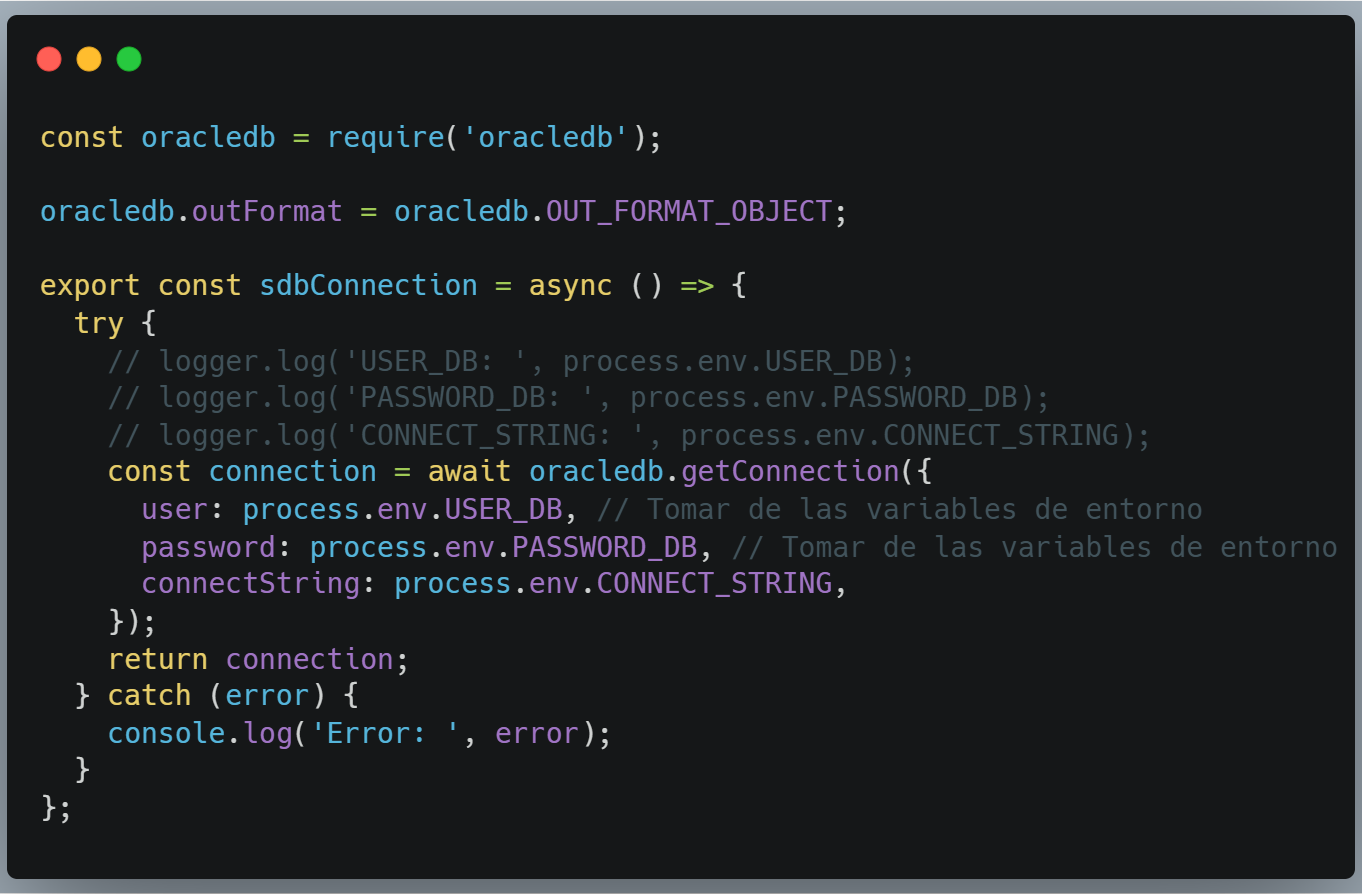 const oracledb = require('oracledb');
oracledb.outFormat = oracledb.OUT_FORMAT_OBJECT;
export const sdbConnection = async () => {
  try {
    // logger.log('USER_DB: ', process.env.USER_DB);
    // logger.log('PASSWORD_DB: ', process.env.PASSWORD_DB);
    // logger.log('CONNECT_STRING: ', process.env.CONNECT_STRING);
    const connection = await oracledb.getConnection({
      user: process.env.USER_DB, // Tomar de las variables de entorno
      password: process.env.PASSWORD_DB, // Tomar de las variables de entorno
      connectString: process.env.CONNECT_STRING,
    });
    return connection;
  } catch (error) {
    console.log('Error: ', error);
  }
};